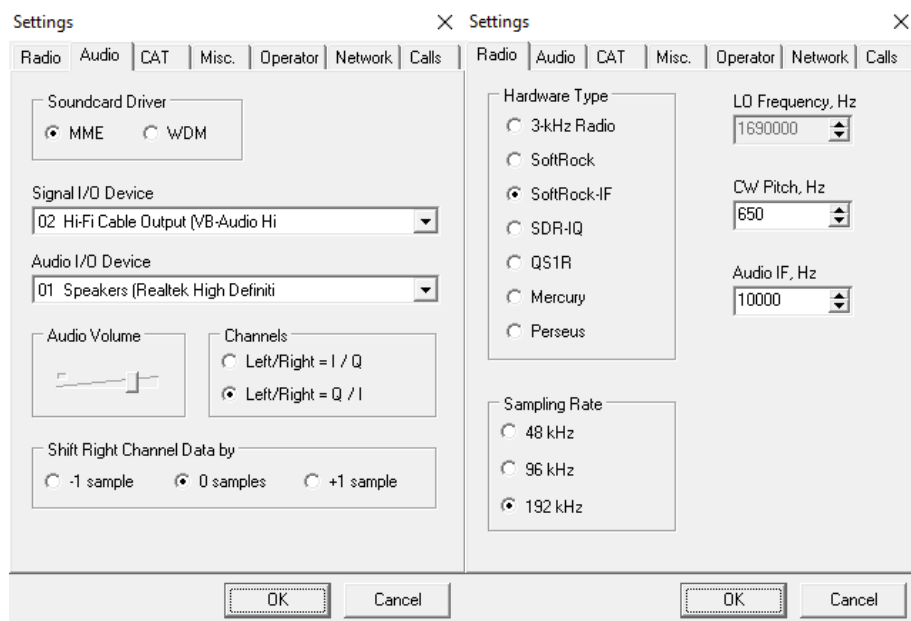 Settings
Radio Audio CAT Misc. Operator Network Calls
Soundcard Driver
MME WDM
Signal I/O Device
02 Hi-Fi Cable Output (VB-Audio Hi
Audio I/O Device
01 Speakers (Realtek High Definiti
Audio Volume
Channels
Left/Right = I / Q
Left/Right = Q / I
Shift Right Channel Data by
-1 sample 0 samples +1 sample
OK Cancel
Settings
Radio Audio CAT Misc. Operator Network Calls
Hardware Type
3-kHz Radio
SoftRock
SoftRock-IF
SDR-IQ
QS1R
Mercury
Perseus
Sampling Rate
48 kHz
96 kHz
192 kHz
LO Frequency, Hz
1690000
CW Pitch, Hz
650
Audio IF, Hz
10000
OK Cancel